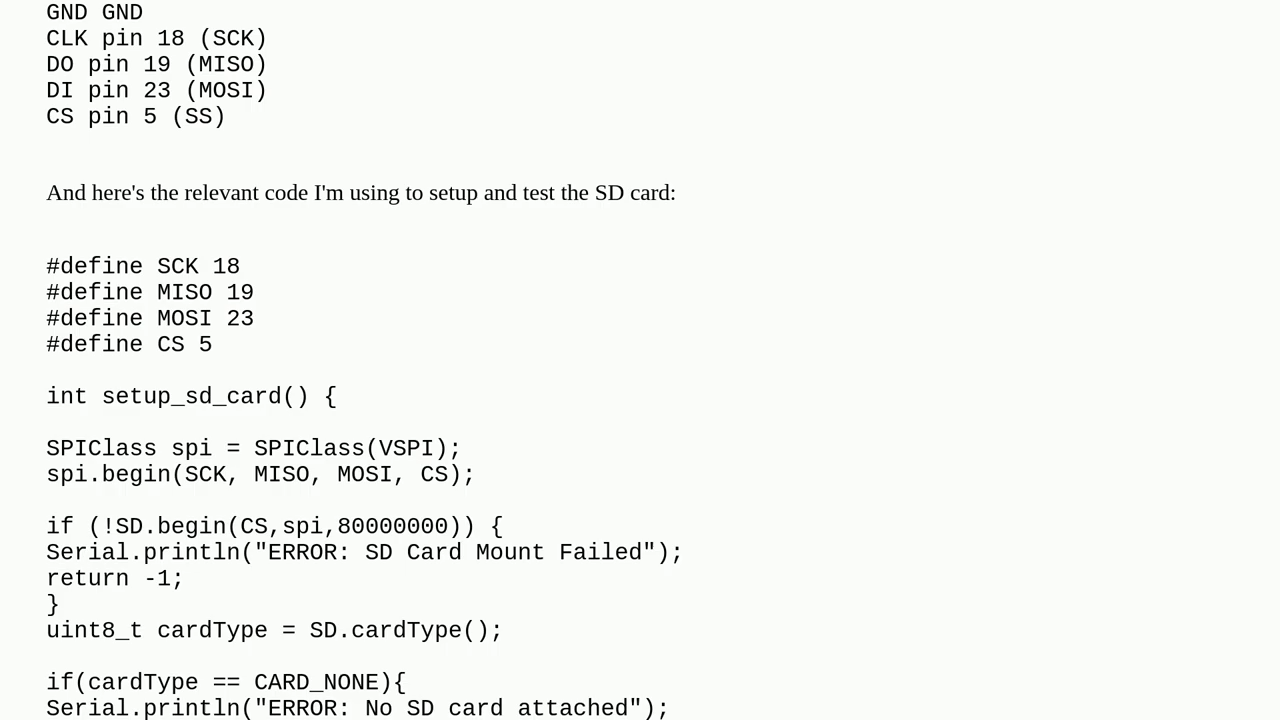 GND GND
CLK pin 18 (SCK)
DO pin 19 (MISO)
DI pin 23 (MOSI)
CS pin 5 (SS)
And here's the relevant code I'm using to setup and test the SD card:
#define SCK 18
#define MISO 19
#define MOSI 23
#define CS 5
int setup_sd_card() {
SPIClass spi = SPIClass(VSPI);
spi.begin(SCK, MISO, MOSI, CS);
if (!SD.begin(CS,spi,80000000)) {
Serial.println("ERROR: SD Card Mount Failed");
return -1;
}
uint8_t cardType = SD.cardType();
if(cardType == CARD_NONE){
Serial.println("ERROR: No SD card attached");